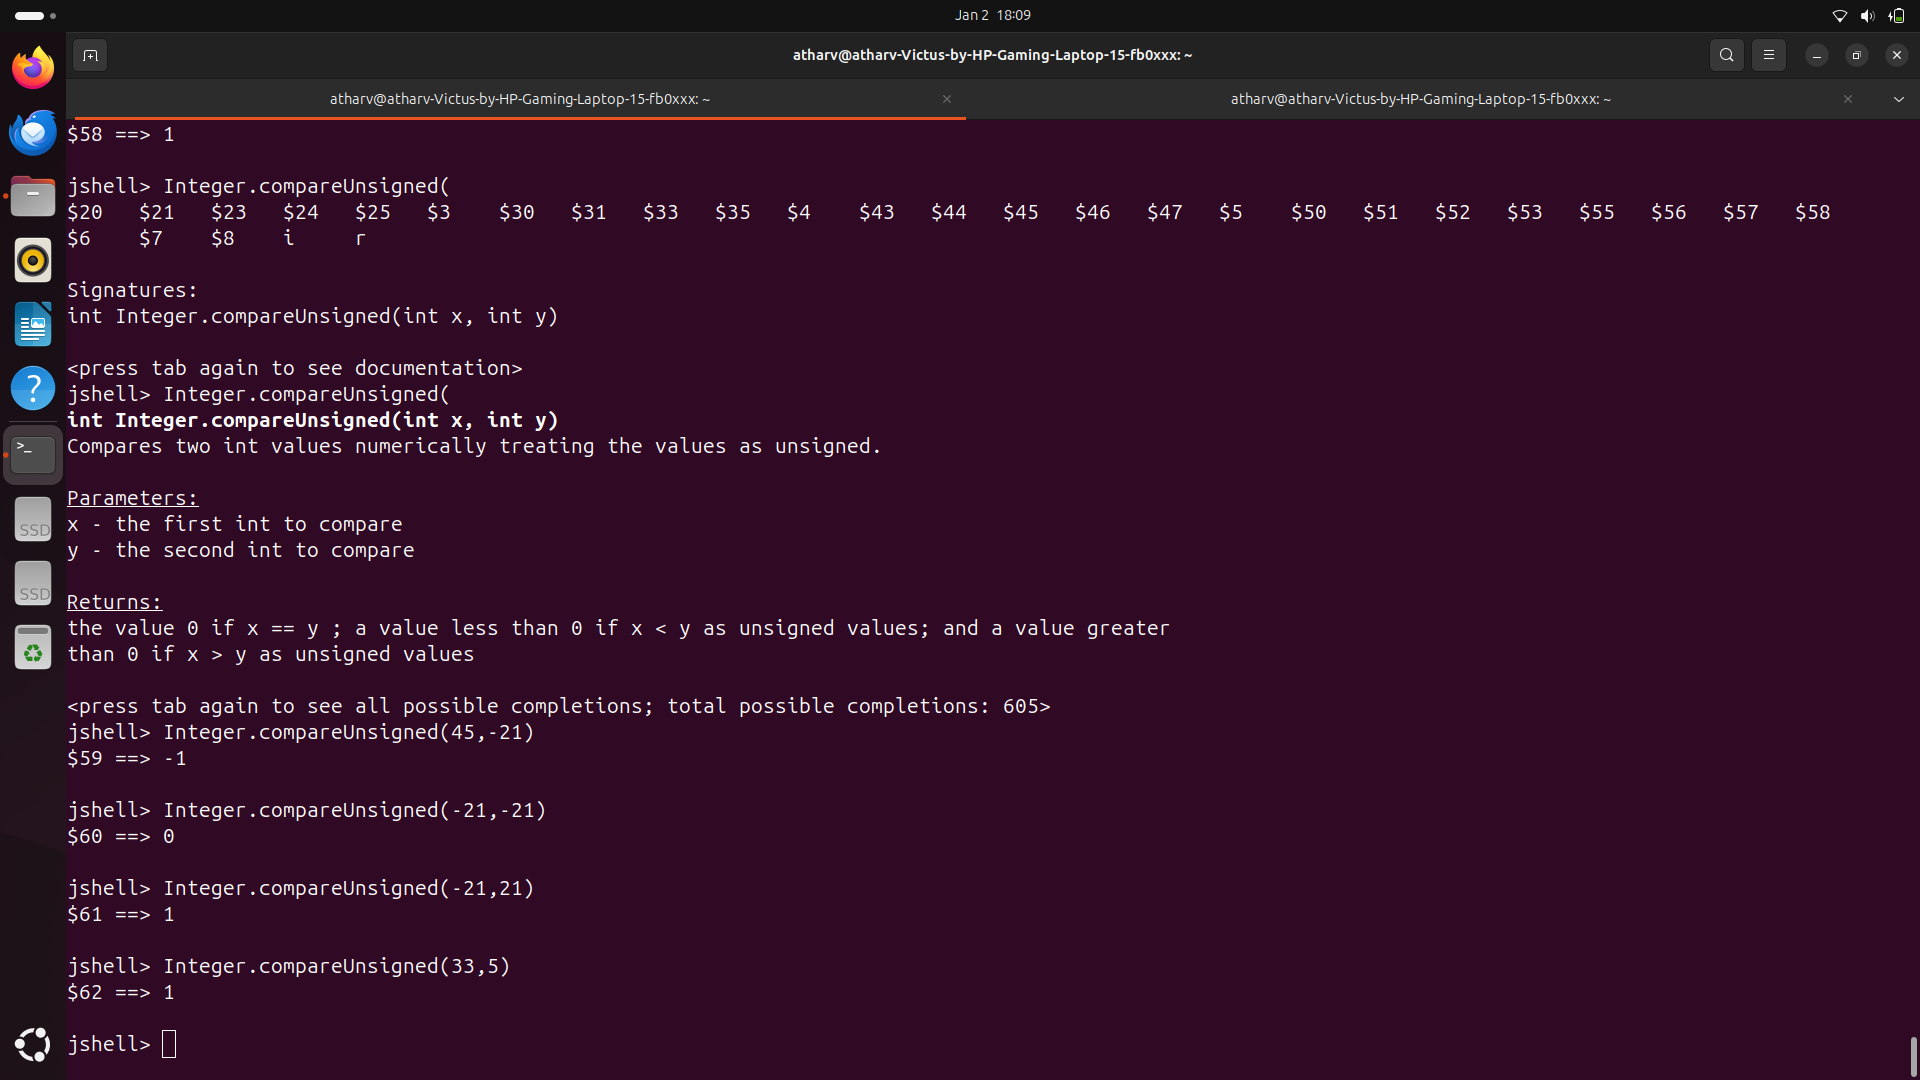 Jan 2 18:09
atharv@atharv-Victus-by-HP-Gaming-Laptop-15-fb0xxx: ~
atharv@atharv-Victus-by-HP-Gaming-Laptop-15-fb0xxx: ~
atharv@atharv-Victus-by-HP-Gaming-Laptop-15-fb0xxx: ~
$58 ==> 1
jshell> Integer.compareUnsigned(
$20 $21 $23 $24 $25 $3 $30 $31 $33 $35 $4 $43 $44 $45 $46 $47 $5 $50 $51 $52 $53 $55 $56 $57 $58
$6 $7 $8 i r
Signatures:
int Integer.compareUnsigned(int x, int y)
<press tab again to see documentation>
jshell> Integer.compareUnsigned(
int Integer.compareUnsigned(int x, int y)
Compares two int values numerically treating the values as unsigned.
Parameters:
x - the first int to compare
y - the second int to compare
Returns:
the value 0 if x == y ; a value less than 0 if x < y as unsigned values; and a value greater
than 0 if x > y as unsigned values
<press tab again to see all possible completions; total possible completions: 605>
jshell> Integer.compareUnsigned(45,-21)
$59 ==> -1
jshell> Integer.compareUnsigned(-21,-21)
$60 ==> 0
jshell> Integer.compareUnsigned(-21,21)
$61 ==> 1
jshell> Integer.compareUnsigned(33,5)
$62 ==> 1
jshell>
?
>_
SSD
SSD